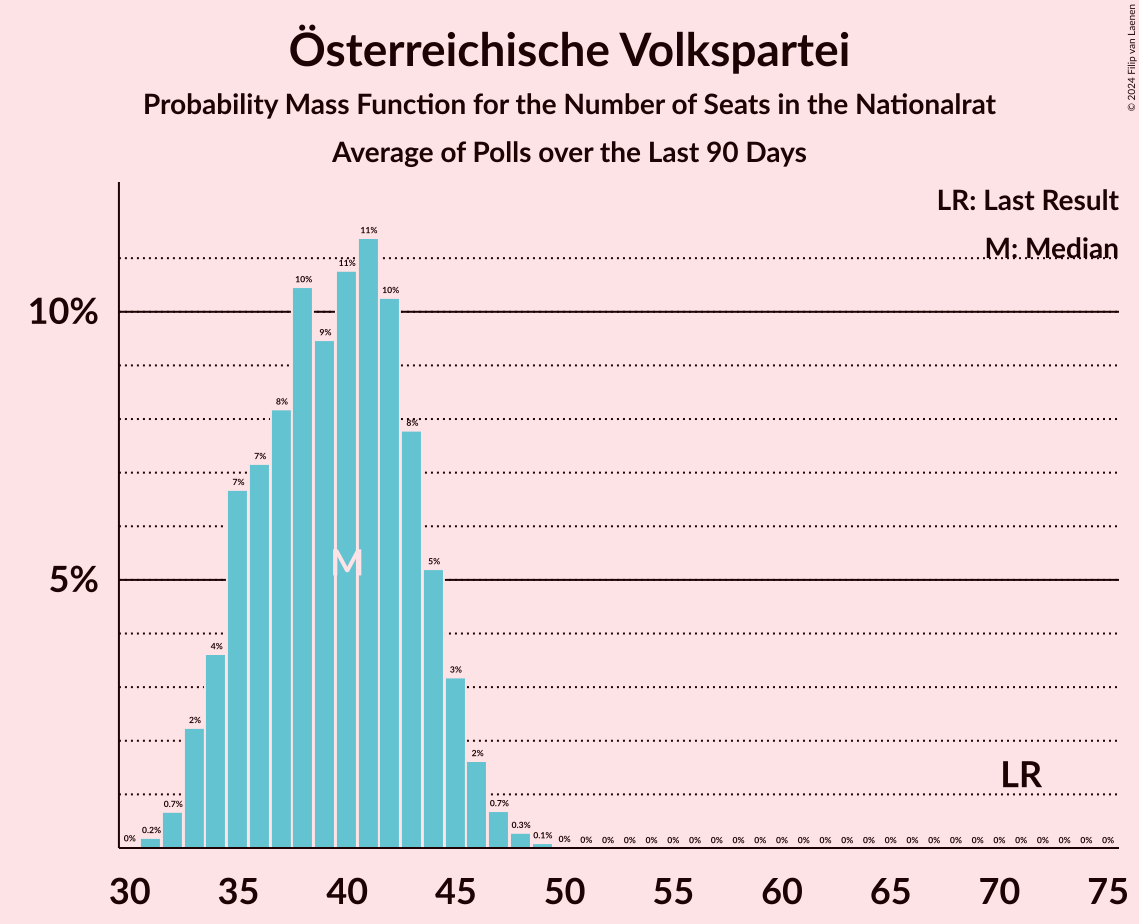 Österreichische Volkspartei
Probability Mass Function for the Number of Seats in the Nationalrat
Average of Polls over the Last 90 Days
© 2024 Filip van Laenen
LR: Last Result
M: Median
10%
5%
0% 0.2% 0.7% 2% 4% 7% 7% 8% 10% 9% 11% 11% 10% 8% 5% 3% 2% 0.7% 0.3% 0.1% 0% 0% 0% 0% 0% 0% 0% 0% 0% 0% 0% 0% 0% 0% 0% 0% 0% 0% 0% 0% 0% 0% 0% 0% 0% 0%
M
LR
30 35 40 45 50 55 60 65 70 75